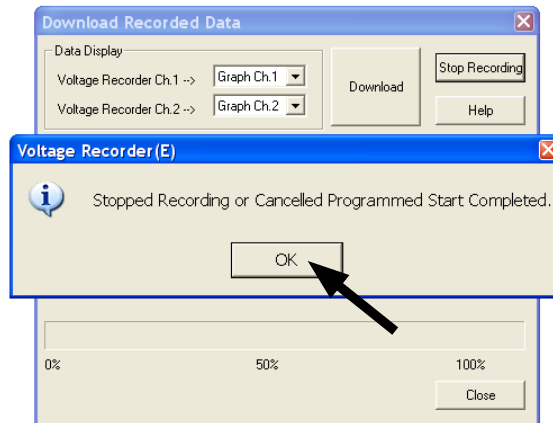 Download Recorded Data
Data Display
Voltage Recorder Ch.1 --> Graph Ch.1
Voltage Recorder Ch.2 --> Graph Ch.2
Download
Stop Recording
Help
Voltage Recorder(E)
Stopped Recording or Cancelled Programmed Start Completed.
OK
0% 50% 100%
Close